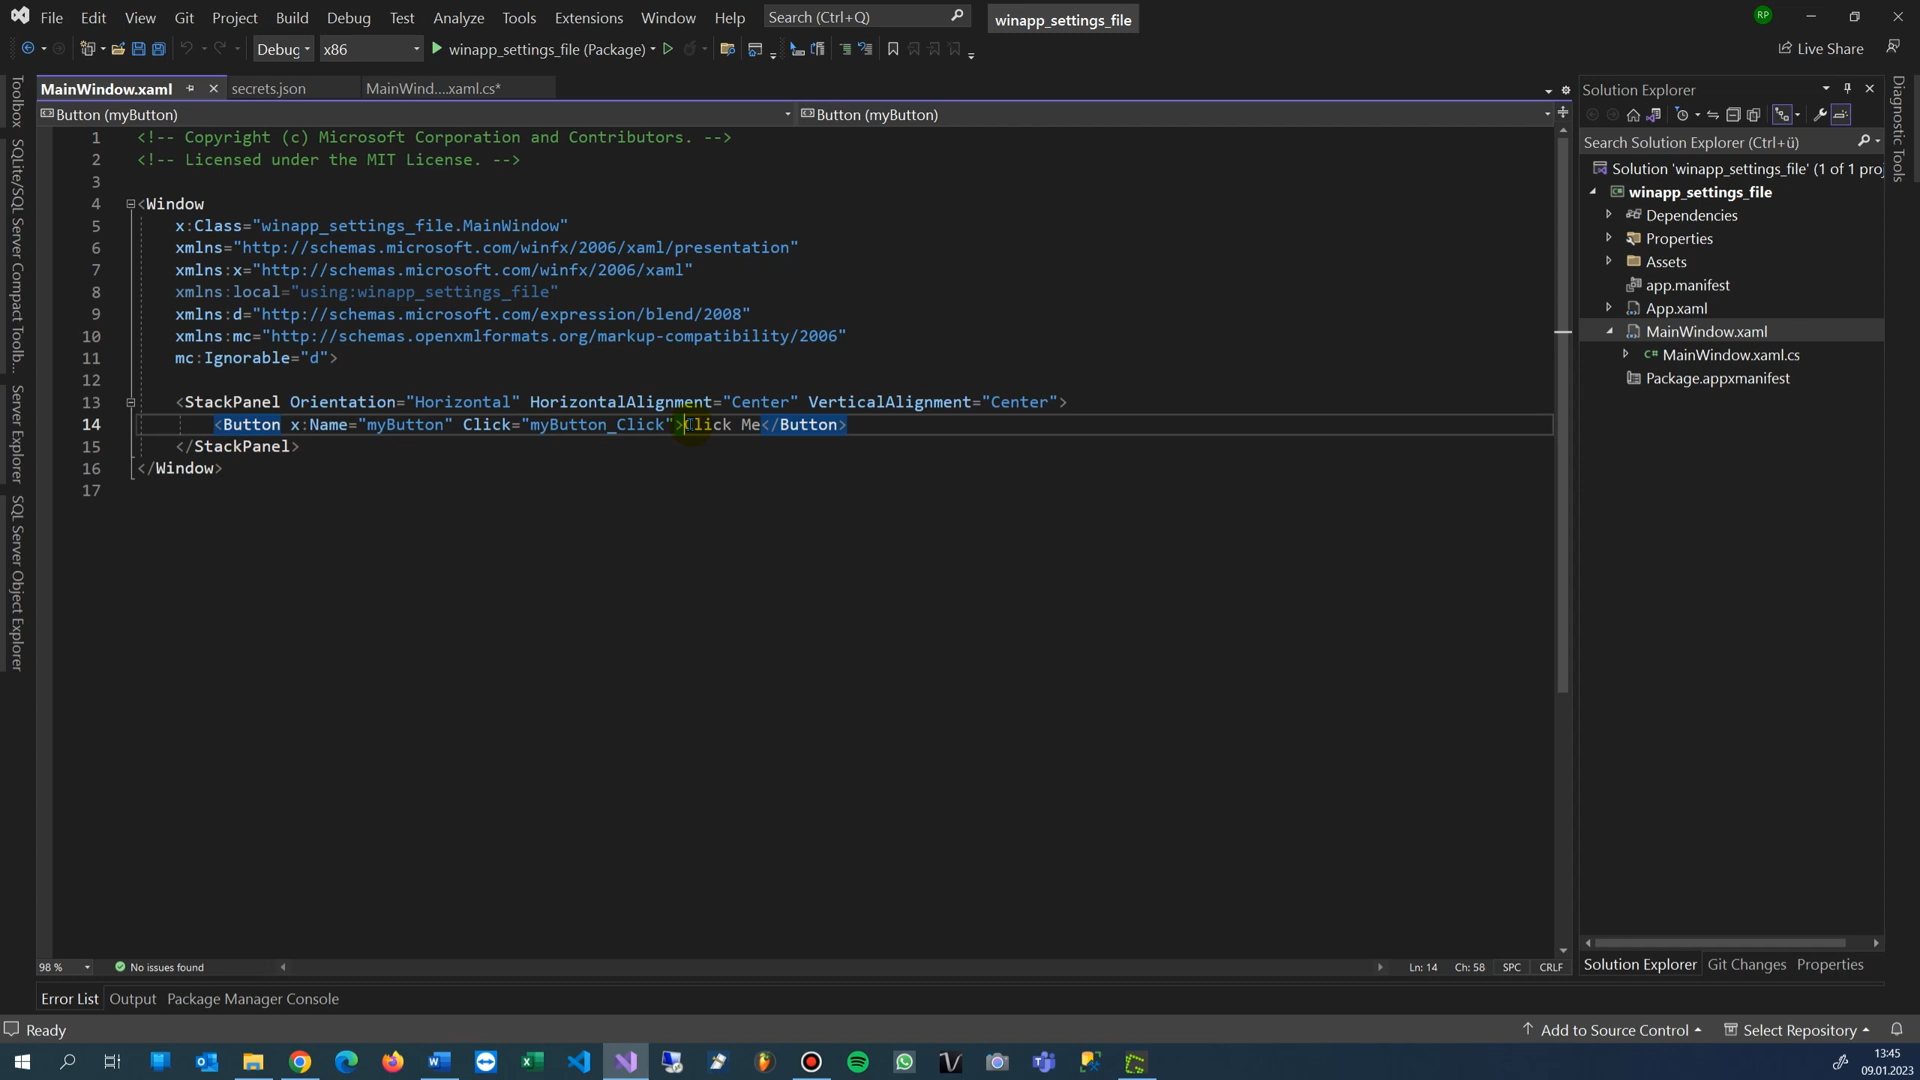 File Edit View Git Project Build Debug Test Analyze Tools Extensions Window Help Search (Ctrl+Q) winapp_settings_file RP
Debug x86 winapp_settings_file (Package) Live Share
MainWindow.xaml secrets.json MainWind....xaml.cs*
Button (myButton) Button (myButton)
1 <!-- Copyright (c) Microsoft Corporation and Contributors. -->
2 <!-- Licensed under the MIT License. -->
3
4 <Window
5 x:Class="winapp_settings_file.MainWindow"
6 xmlns="http://schemas.microsoft.com/winfx/2006/xaml/presentation"
7 xmlns:x="http://schemas.microsoft.com/winfx/2006/xaml"
8 xmlns:local="using:winapp_settings_file"
9 xmlns:d="http://schemas.microsoft.com/expression/blend/2008"
10 xmlns:mc="http://schemas.openxmlformats.org/markup-compatibility/2006"
11 mc:Ignorable="d">
12
13 <StackPanel Orientation="Horizontal" HorizontalAlignment="Center" VerticalAlignment="Center">
14 <Button x:Name="myButton" Click="myButton_Click">Click Me</Button>
15 </StackPanel>
16 </Window>
17
98 % No issues found Ln: 14 Ch: 58 SPC CRLF
Toolbox
SQLite/SQL Server Compact Toolb...
Server Explorer
SQL Server Object Explorer
Solution Explorer
Search Solution Explorer (Ctrl+ü)
Solution 'winapp_settings_file' (1 of 1 proj
winapp_settings_file
Dependencies
Properties
Assets
app.manifest
App.xaml
MainWindow.xaml
C# MainWindow.xaml.cs
Package.appxmanifest
Solution Explorer Git Changes Properties
Diagnostic Tools
Error List Output Package Manager Console
Ready Add to Source Control Select Repository
13:45
09.01.2023